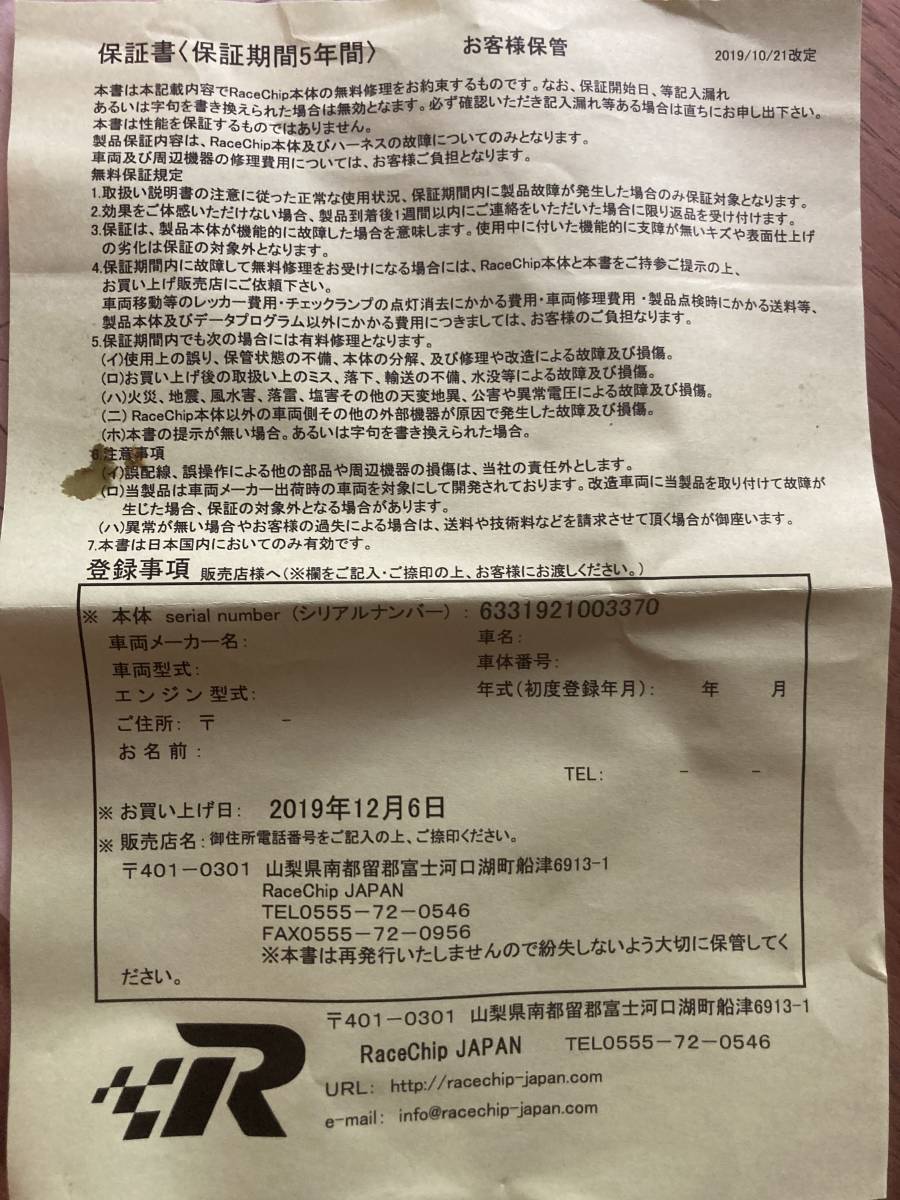 保証書〈保証期間5年間〉 お客様保管 2019/10/21改定
本書は本記載内容でRaceChip本体の無料修理をお約束するものです。なお、保証開始日、等記入漏れ
あるいは字句を書き換えられた場合は無効となます。必ず確認いただき記入漏れ等ある場合は直ちにお申し出下さい。
本書は性能を保証するものではありません。
製品保証内容は、RaceChip本体及びハーネスの故障についてのみとなります。
車両及び周辺機器の修理費用については、お客様ご負担となります。
無料保証規定
1.取扱い説明書の注意に従った正常な使用状況、保証期間内に製品故障が発生した場合のみ保証対象となります。
2.効果をご体感いただけない場合、製品到着後1週間以内にご連絡をいただいた場合に限り返品を受け付けます。
3.保証は、製品本体が機能的に故障した場合を意味します。使用中に付いた機能的に支障が無いキズや表面仕上げ
の劣化は保証の対象外となります。
4.保証期間内に故障して無料修理をお受けになる場合には、RaceChip本体と本書をご持参ご提示の上、
お買い上げ販売店にご依頼下さい。
車両移動等のレッカー費用・チェックランプの点灯消去にかかる費用・車両修理費用・製品点検時にかかる送料等、
製品本体及びデータプログラム以外にかかる費用につきましては、お客様のご負担なります。
5.保証期間内でも次の場合には有料修理となります。
(イ)使用上の誤り、保管状態の不備、本体の分解、及び修理や改造による故障及び損傷。
(ロ)お買い上げ後の取扱い上のミス、落下、輸送の不備、水没等による故障及び損傷。
(ハ)火災、地震、風水害、落雷、塩害その他の天変地異、公害や異常電圧による故障及び損傷。
(ニ) RaceChip本体以外の車両側その他の外部機器が原因で発生した故障及び損傷。
(ホ)本書の提示が無い場合。あるいは字句を書き換えられた場合。
6.注意事項
(イ)誤配線、誤操作による他の部品や周辺機器の損傷は、当社の責任外とします。
(ロ)当製品は車両メーカー出荷時の車両を対象にして開発されております。改造車両に当製品を取り付けて故障が
生じた場合、保証の対象外となる場合があります。
(ハ)異常が無い場合やお客様の過失による場合は、送料や技術料などを請求させて頂く場合が御座います。
7.本書は日本国内においてのみ有効です。
登録事項 販売店様へ(※欄をご記入・ご捺印の上、お客様にお渡しください。)
※ 本体 serial number (シリアルナンバー) : 6331921003370
車両メーカー名: 車名:
車両型式: 車体番号:
エンジン型式: 年式(初度登録年月): 年 月
ご住所: 〒 -
お名前:
TEL: - -
※ お買い上げ日: 2019年12月6日
※ 販売店名:御住所電話番号をご記入の上、ご捺印ください。
〒401-0301 山梨県南都留郡富士河口湖町船津6913-1
RaceChip JAPAN
TEL0555-72-0546
FAX0555-72-0956
※本書は再発行いたしませんので紛失しないよう大切に保管してく
ださい。
〒401-0301 山梨県南都留郡富士河口湖町船津6913-1
RaceChip JAPAN TEL0555-72-0546
URL: http://racechip-japan.com
e-mail: info@racechip-japan.com
R